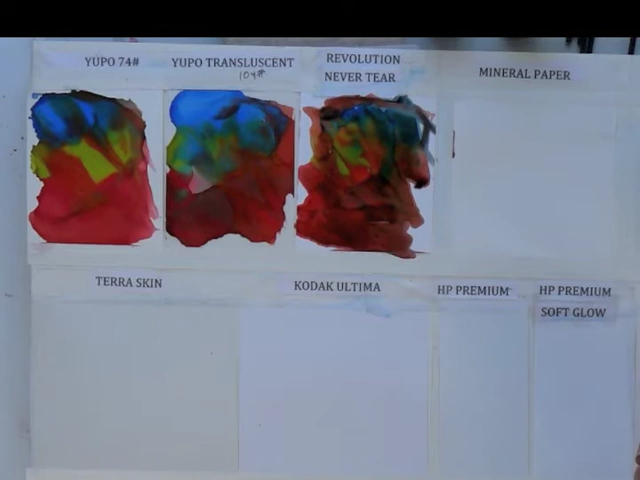 YUPO 74#
YUPO TRANSLUSCENT
104#
REVOLUTION
NEVER TEAR
MINERAL PAPER
TERRA SKIN
KODAK ULTIMA
HP PREMIUM
HP PREMIUM
SOFT GLOW